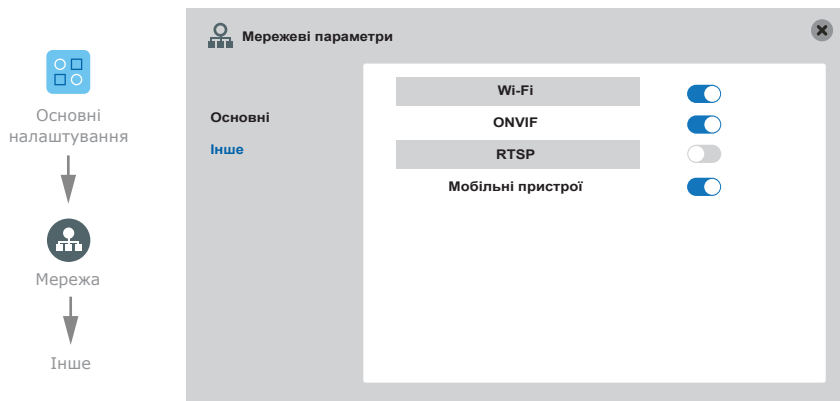 Основні
налаштування
Мережа
Інше
Мережеві параметри
Основні
Інше
Wi-Fi
ONVIF
RTSP
Мобільні пристрої